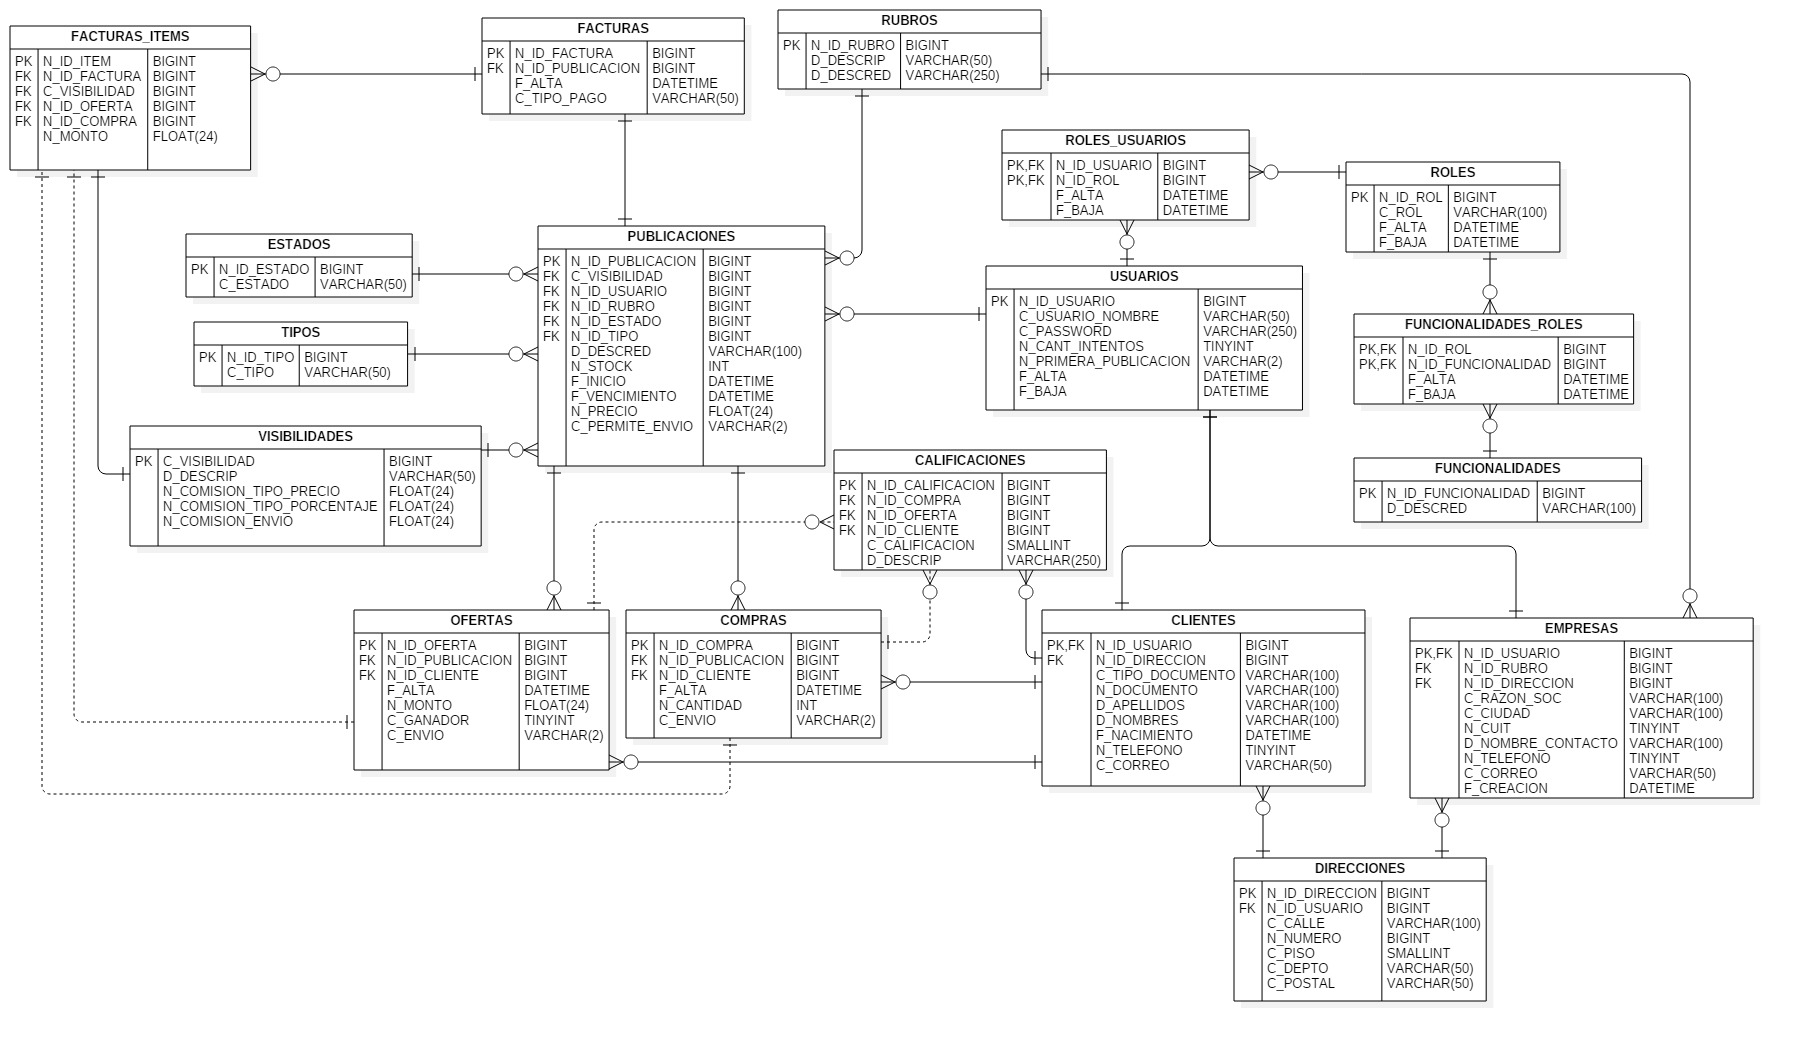 FACTURAS_ITEMS
PK N_ID_ITEM BIGINT
FK N_ID_FACTURA BIGINT
FK C_VISIBILIDAD BIGINT
FK N_ID_OFERTA BIGINT
FK N_ID_COMPRA BIGINT
N_MONTO FLOAT(24)
FACTURAS
PK N_ID_FACTURA BIGINT
FK N_ID_PUBLICACION BIGINT
F_ALTA DATETIME
C_TIPO_PAGO VARCHAR(50)
RUBROS
PK N_ID_RUBRO BIGINT
D_DESCRIP VARCHAR(50)
D_DESCRED VARCHAR(250)
ROLES_USUARIOS
PK,FK N_ID_USUARIO BIGINT
PK,FK N_ID_ROL BIGINT
F_ALTA DATETIME
F_BAJA DATETIME
ROLES
PK N_ID_ROL BIGINT
C_ROL VARCHAR(100)
F_ALTA DATETIME
F_BAJA DATETIME
ESTADOS
PK N_ID_ESTADO BIGINT
C_ESTADO VARCHAR(50)
TIPOS
PK N_ID_TIPO BIGINT
C_TIPO VARCHAR(50)
PUBLICACIONES
PK N_ID_PUBLICACION BIGINT
FK C_VISIBILIDAD BIGINT
FK N_ID_USUARIO BIGINT
FK N_ID_RUBRO BIGINT
FK N_ID_ESTADO BIGINT
FK N_ID_TIPO BIGINT
D_DESCRED VARCHAR(100)
N_STOCK INT
F_INICIO DATETIME
F_VENCIMIENTO DATETIME
N_PRECIO FLOAT(24)
C_PERMITE_ENVIO VARCHAR(2)
USUARIOS
PK N_ID_USUARIO BIGINT
C_USUARIO_NOMBRE VARCHAR(50)
C_PASSWORD VARCHAR(250)
N_CANT_INTENTOS TINYINT
N_PRIMERA_PUBLICACION VARCHAR(2)
F_ALTA DATETIME
F_BAJA DATETIME
FUNCIONALIDADES_ROLES
PK,FK N_ID_ROL BIGINT
PK,FK N_ID_FUNCIONALIDAD BIGINT
F_ALTA DATETIME
F_BAJA DATETIME
VISIBILIDADES
PK C_VISIBILIDAD BIGINT
D_DESCRIP VARCHAR(50)
N_COMISION_TIPO_PRECIO FLOAT(24)
N_COMISION_TIPO_PORCENTAJE FLOAT(24)
N_COMISION_ENVIO FLOAT(24)
CALIFICACIONES
PK N_ID_CALIFICACION BIGINT
FK N_ID_COMPRA BIGINT
FK N_ID_OFERTA BIGINT
FK N_ID_CLIENTE BIGINT
C_CALIFICACION SMALLINT
D_DESCRIP VARCHAR(250)
FUNCIONALIDADES
PK N_ID_FUNCIONALIDAD BIGINT
D_DESCRED VARCHAR(100)
OFERTAS
PK N_ID_OFERTA BIGINT
FK N_ID_PUBLICACION BIGINT
FK N_ID_CLIENTE BIGINT
F_ALTA DATETIME
N_MONTO FLOAT(24)
C_GANADOR TINYINT
C_ENVIO VARCHAR(2)
COMPRAS
PK N_ID_COMPRA BIGINT
FK N_ID_PUBLICACION BIGINT
FK N_ID_CLIENTE BIGINT
F_ALTA DATETIME
N_CANTIDAD INT
C_ENVIO VARCHAR(2)
CLIENTES
PK,FK N_ID_USUARIO BIGINT
FK N_ID_DIRECCION BIGINT
C_TIPO_DOCUMENTO VARCHAR(100)
N_DOCUMENTO VARCHAR(100)
D_APELLIDOS VARCHAR(100)
D_NOMBRES VARCHAR(100)
F_NACIMIENTO DATETIME
N_TELEFONO TINYINT
C_CORREO VARCHAR(50)
EMPRESAS
PK,FK N_ID_USUARIO BIGINT
FK N_ID_RUBRO BIGINT
FK N_ID_DIRECCION BIGINT
C_RAZON_SOC VARCHAR(100)
C_CIUDAD VARCHAR(100)
N_CUIT TINYINT
D_NOMBRE_CONTACTO VARCHAR(100)
N_TELEFONO TINYINT
C_CORREO VARCHAR(50)
F_CREACION DATETIME
DIRECCIONES
PK N_ID_DIRECCION BIGINT
FK N_ID_USUARIO BIGINT
C_CALLE VARCHAR(100)
N_NUMERO BIGINT
C_PISO SMALLINT
C_DEPTO VARCHAR(50)
C_POSTAL VARCHAR(50)